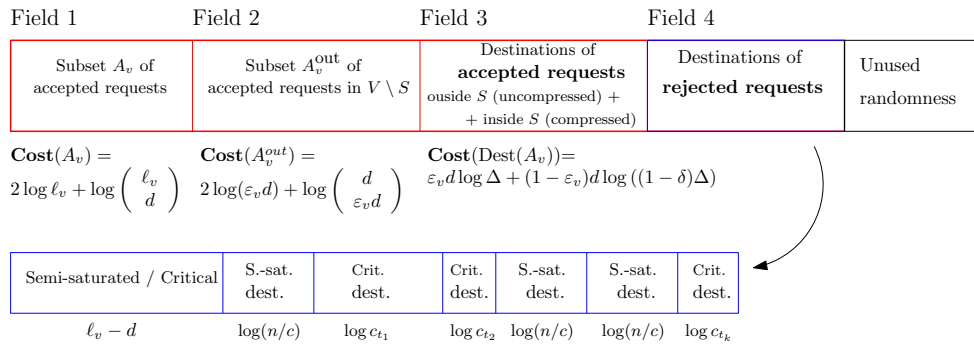 Field 1 Field 2 Field 3 Field 4
Subset A_v of
accepted requests
Subset A_v^out of
accepted requests in V \ S
Destinations of
accepted requests
ouside S (uncompressed) +
+ inside S (compressed)
Destinations of
rejected requests
Unused
randomness
Cost(A_v) =
2 log ℓ_v + log ( ℓ_v d )
Cost(A_v^out) =
2 log(ε_v d) + log ( d ε_v d )
Cost(Dest(A_v))=
ε_v d log Δ + (1 − ε_v)d log ((1 − δ)Δ)
Semi-saturated / Critical
S.-sat.
dest.
Crit.
dest.
Crit.
dest.
S.-sat.
dest.
S.-sat.
dest.
Crit.
dest.
ℓ_v − d log(n/c) log c_{t_1} log c_{t_2} log(n/c) log(n/c) log c_{t_k}